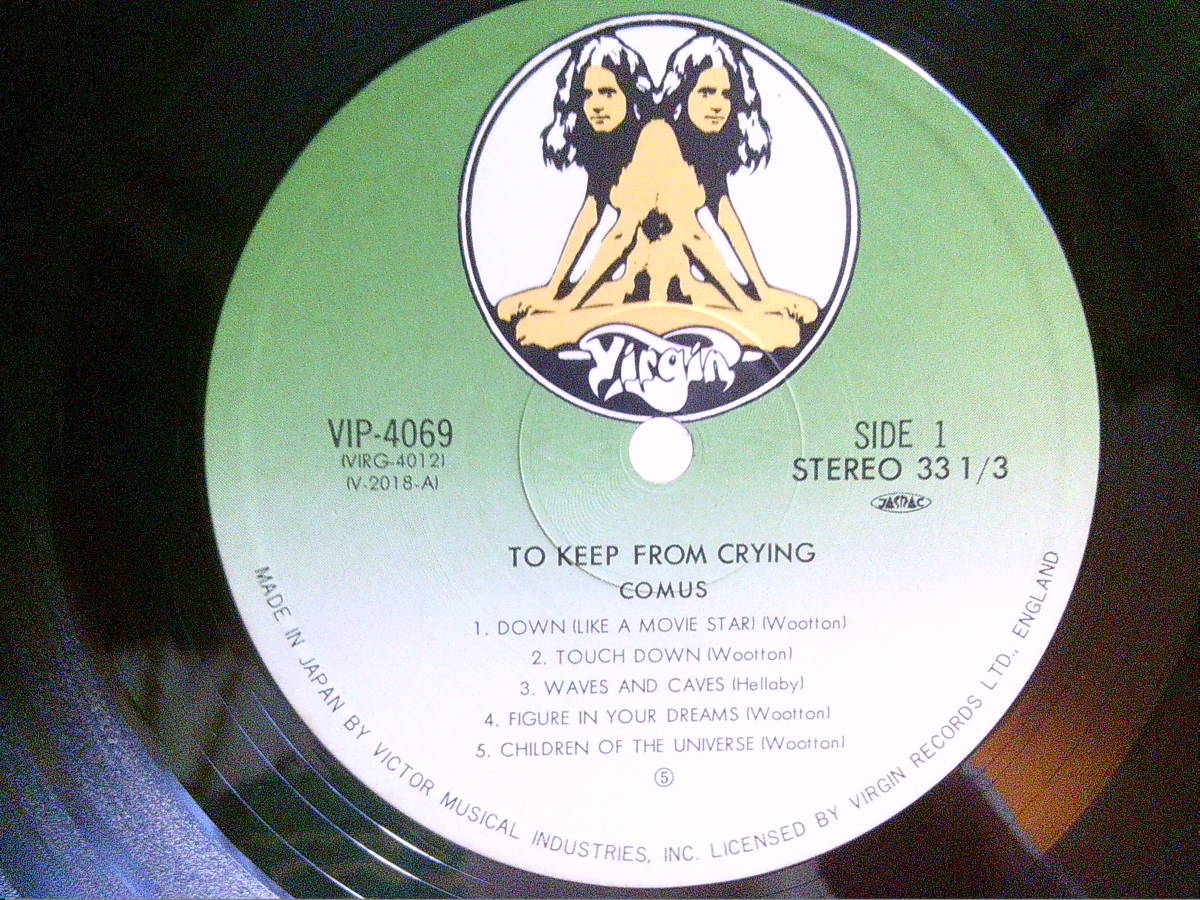 Virgin
VIP-4069
(VIRG-4012)
(V-2018-A)
SIDE 1
STEREO 33 1/3
JASRAC
TO KEEP FROM CRYING
COMUS
1. DOWN (LIKE A MOVIE STAR) (Wootton)
2. TOUCH DOWN (Wootton)
3. WAVES AND CAVES (Hellaby)
4. FIGURE IN YOUR DREAMS (Wootton)
5. CHILDREN OF THE UNIVERSE (Wootton)
⑤
MADE IN JAPAN BY VICTOR MUSICAL INDUSTRIES, INC. LICENSED BY VIRGIN RECORDS LTD., ENGLAND